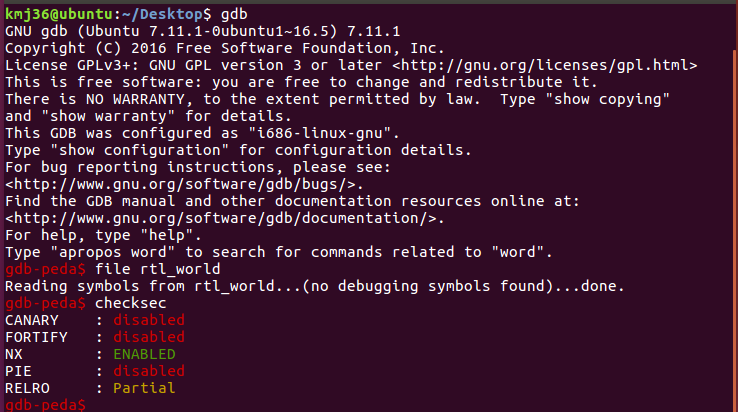 kmj36@ubuntu:~/Desktop$ gdb
GNU gdb (Ubuntu 7.11.1-0ubuntu1~16.5) 7.11.1
Copyright (C) 2016 Free Software Foundation, Inc.
License GPLv3+: GNU GPL version 3 or later <http://gnu.org/licenses/gpl.html>
This is free software: you are free to change and redistribute it.
There is NO WARRANTY, to the extent permitted by law.  Type "show copying"
and "show warranty" for details.
This GDB was configured as "i686-linux-gnu".
Type "show configuration" for configuration details.
For bug reporting instructions, please see:
<http://www.gnu.org/software/gdb/bugs/>.
Find the GDB manual and other documentation resources online at:
<http://www.gnu.org/software/gdb/documentation/>.
For help, type "help".
Type "apropos word" to search for commands related to "word".
gdb-peda$ file rtl_world
Reading symbols from rtl_world...(no debugging symbols found)...done.
gdb-peda$ checksec
CANARY    : disabled
FORTIFY   : disabled
NX        : ENABLED
PIE       : disabled
RELRO     : Partial
gdb-peda$